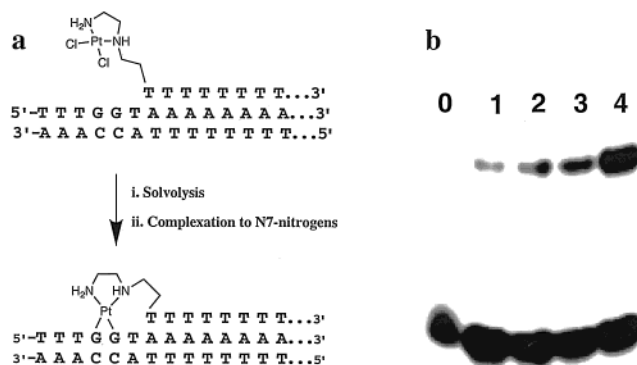 a
H₂N
Cl Pt NH
Cl
T T T T T T T T...3'
5'-T T T G G T A A A A A A A A...3'
3'-A A A C C A T T T T T T T T...5'
i. Solvolysis
ii. Complexation to N7-nitrogens
H₂N HN
Pt
T T T T T T T T...3'
5'-T T T G G T A A A A A A A A...3'
3'-A A A C C A T T T T T T T T...5'
b
0 1 2 3 4